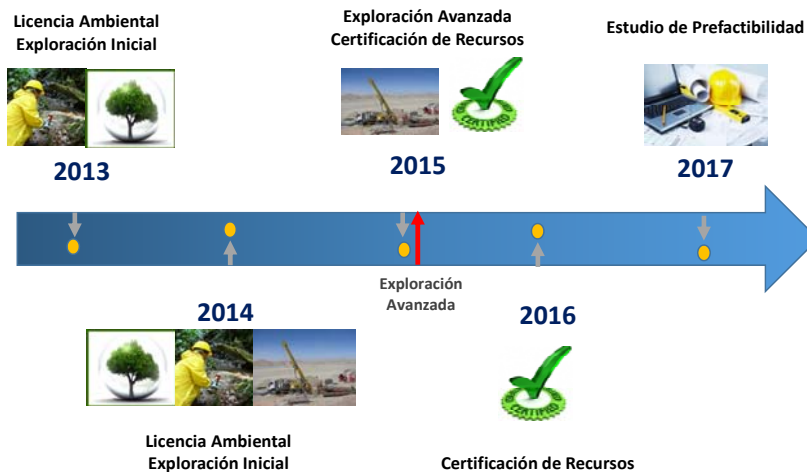 Licencia Ambiental
Exploración Inicial
2013
Exploración Avanzada
Certificación de Recursos
2015
Estudio de Prefactibilidad
2017
Exploración
Avanzada
2014
Licencia Ambiental
Exploración Inicial
2016
Certificación de Recursos